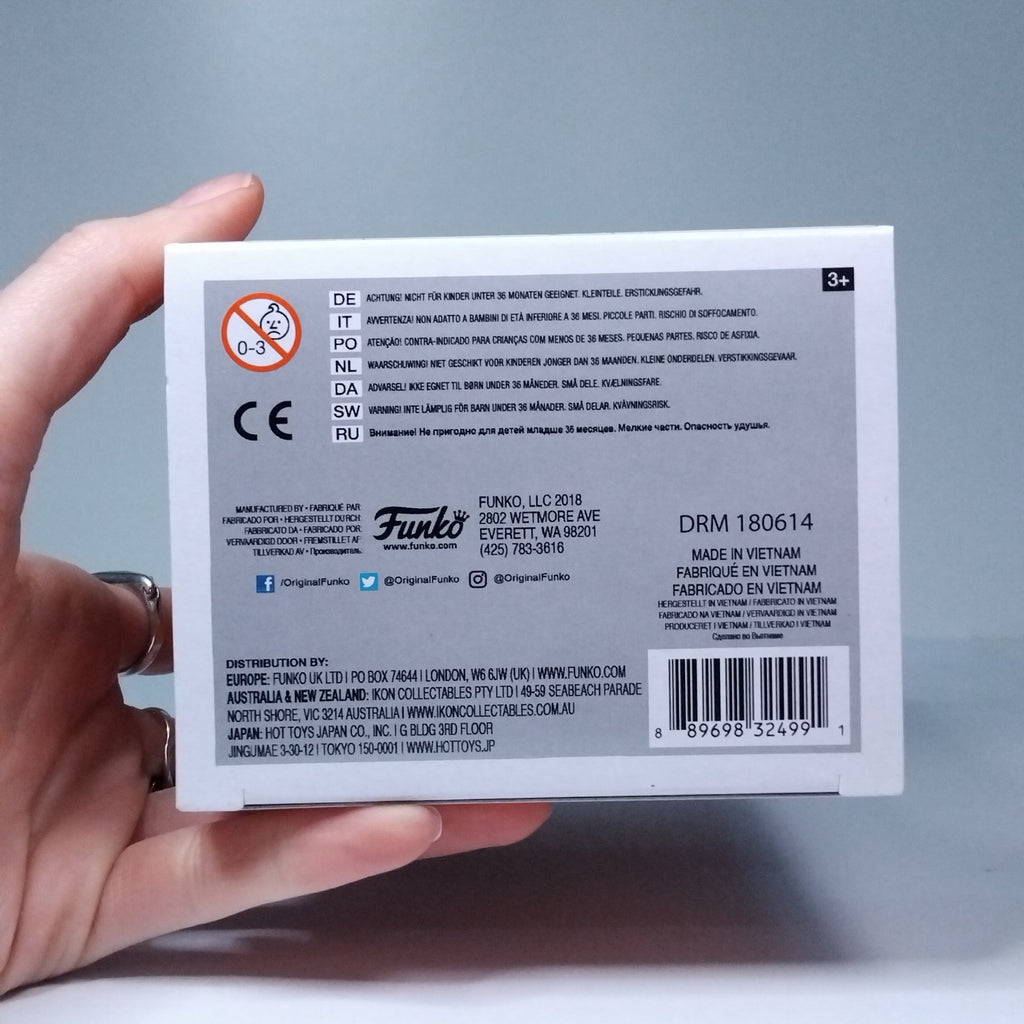 3+
0-3
DE ACHTUNG! NICHT FÜR KINDER UNTER 36 MONATEN GEEIGNET. KLEINTEILE. ERSTICKUNGSGEFAHR.
IT AVVERTENZA! NON ADATTO A BAMBINI DI ETÀ INFERIORE A 36 MESI. PICCOLE PARTI. RISCHIO DI SOFFOCAMENTO.
PO ATENÇÃO! CONTRA-INDICADO PARA CRIANÇAS COM MENOS DE 36 MESES. PEQUENAS PARTES. RISCO DE ASFIXIA.
NL WAARSCHUWING! NIET GESCHIKT VOOR KINDEREN JONGER DAN 36 MAANDEN. KLEINE ONDERDELEN. VERSTIKKINGSGEVAAR.
DA ADVARSEL! IKKE EGNET TIL BØRN UNDER 36 MÅNEDER. SMÅ DELE. KVÆLNINGSFARE.
SW VARNING! INTE LÄMPLIG FÖR BARN UNDER 36 MÅNADER. SMÅ DELAR. KVÄVNINGSRISK.
RU Внимание! Не пригодно для детей младше 36 месяцев. Мелкие части. Опасность удушья.
CE
MANUFACTURED BY • FABRIQUÉ PAR
FABRICADO POR • HERGESTELLT DURCH
FABBRICATO DA • FABRICADO POR
VERVAARDIGD DOOR • FREMSTILLET AF
TILLVERKAD AV • Производитель
Funko
www.funko.com
FUNKO, LLC 2018
2802 WETMORE AVE
EVERETT, WA 98201
(425) 783-3616
/OriginalFunko @OriginalFunko @OriginalFunko
DRM 180614
MADE IN VIETNAM
FABRIQUÉ EN VIETNAM
FABRICADO EN VIETNAM
HERGESTELLT IN VIETNAM / FABBRICATO IN VIETNAM
FABRICADO NA VIETNAM / VERVAARDIGD IN VIETNAM
PRODUCERET I VIETNAM / TILLVERKAD I VIETNAM
Сделано во Вьетнаме
DISTRIBUTION BY:
EUROPE: FUNKO UK LTD | PO BOX 74644 | LONDON, W6 6JW (UK) | WWW.FUNKO.COM
AUSTRALIA & NEW ZEALAND: IKON COLLECTABLES PTY LTD | 49-59 SEABEACH PARADE
NORTH SHORE, VIC 3214 AUSTRALIA | WWW.IKONCOLLECTABLES.COM.AU
JAPAN: HOT TOYS JAPAN CO., INC. | G BLDG 3RD FLOOR
JINGUMAE 3-30-12 | TOKYO 150-0001 | WWW.HOTTOYS.JP
8 89698 32499 1